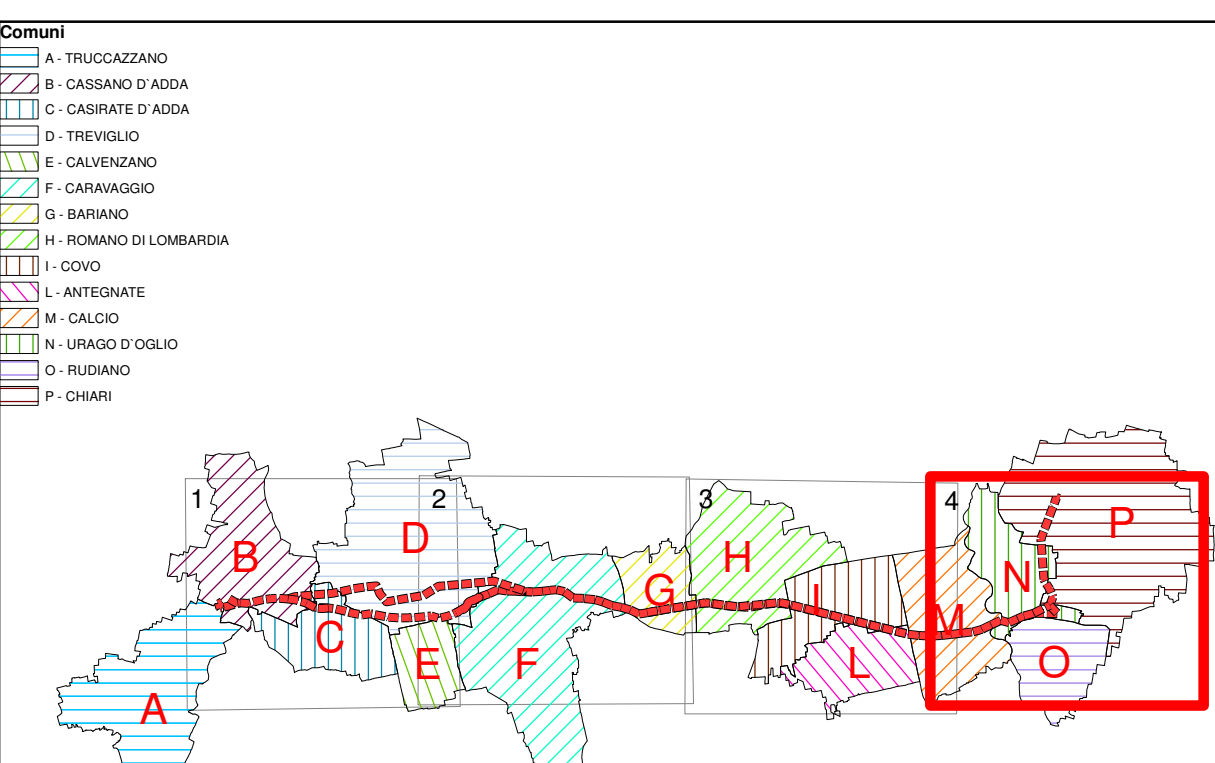 Comuni
A - TRUCCAZZANO
B - CASSANO D`ADDA
C - CASIRATE D`ADDA
D - TREVIGLIO
E - CALVENZANO
F - CARAVAGGIO
G - BARIANO
H - ROMANO DI LOMBARDIA
I - COVO
L - ANTEGNATE
M - CALCIO
N - URAGO D`OGLIO
O - RUDIANO
P - CHIARI
1
2
3
4
B
D
H
P
G
N
I
M
C
E
F
L
O
A